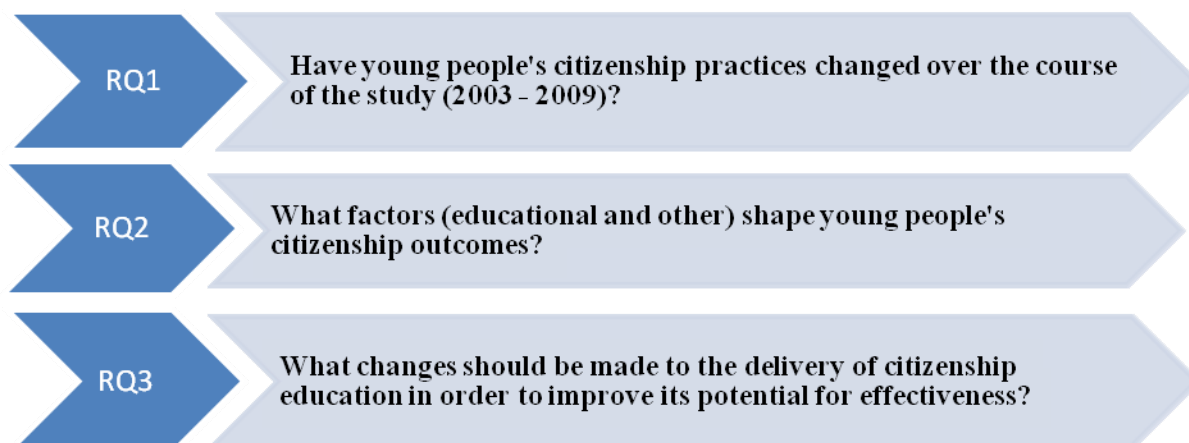 RQ1
Have young people's citizenship practices changed over the course
of the study (2003 - 2009)?
RQ2
What factors (educational and other) shape young people's
citizenship outcomes?
RQ3
What changes should be made to the delivery of citizenship
education in order to improve its potential for effectiveness?